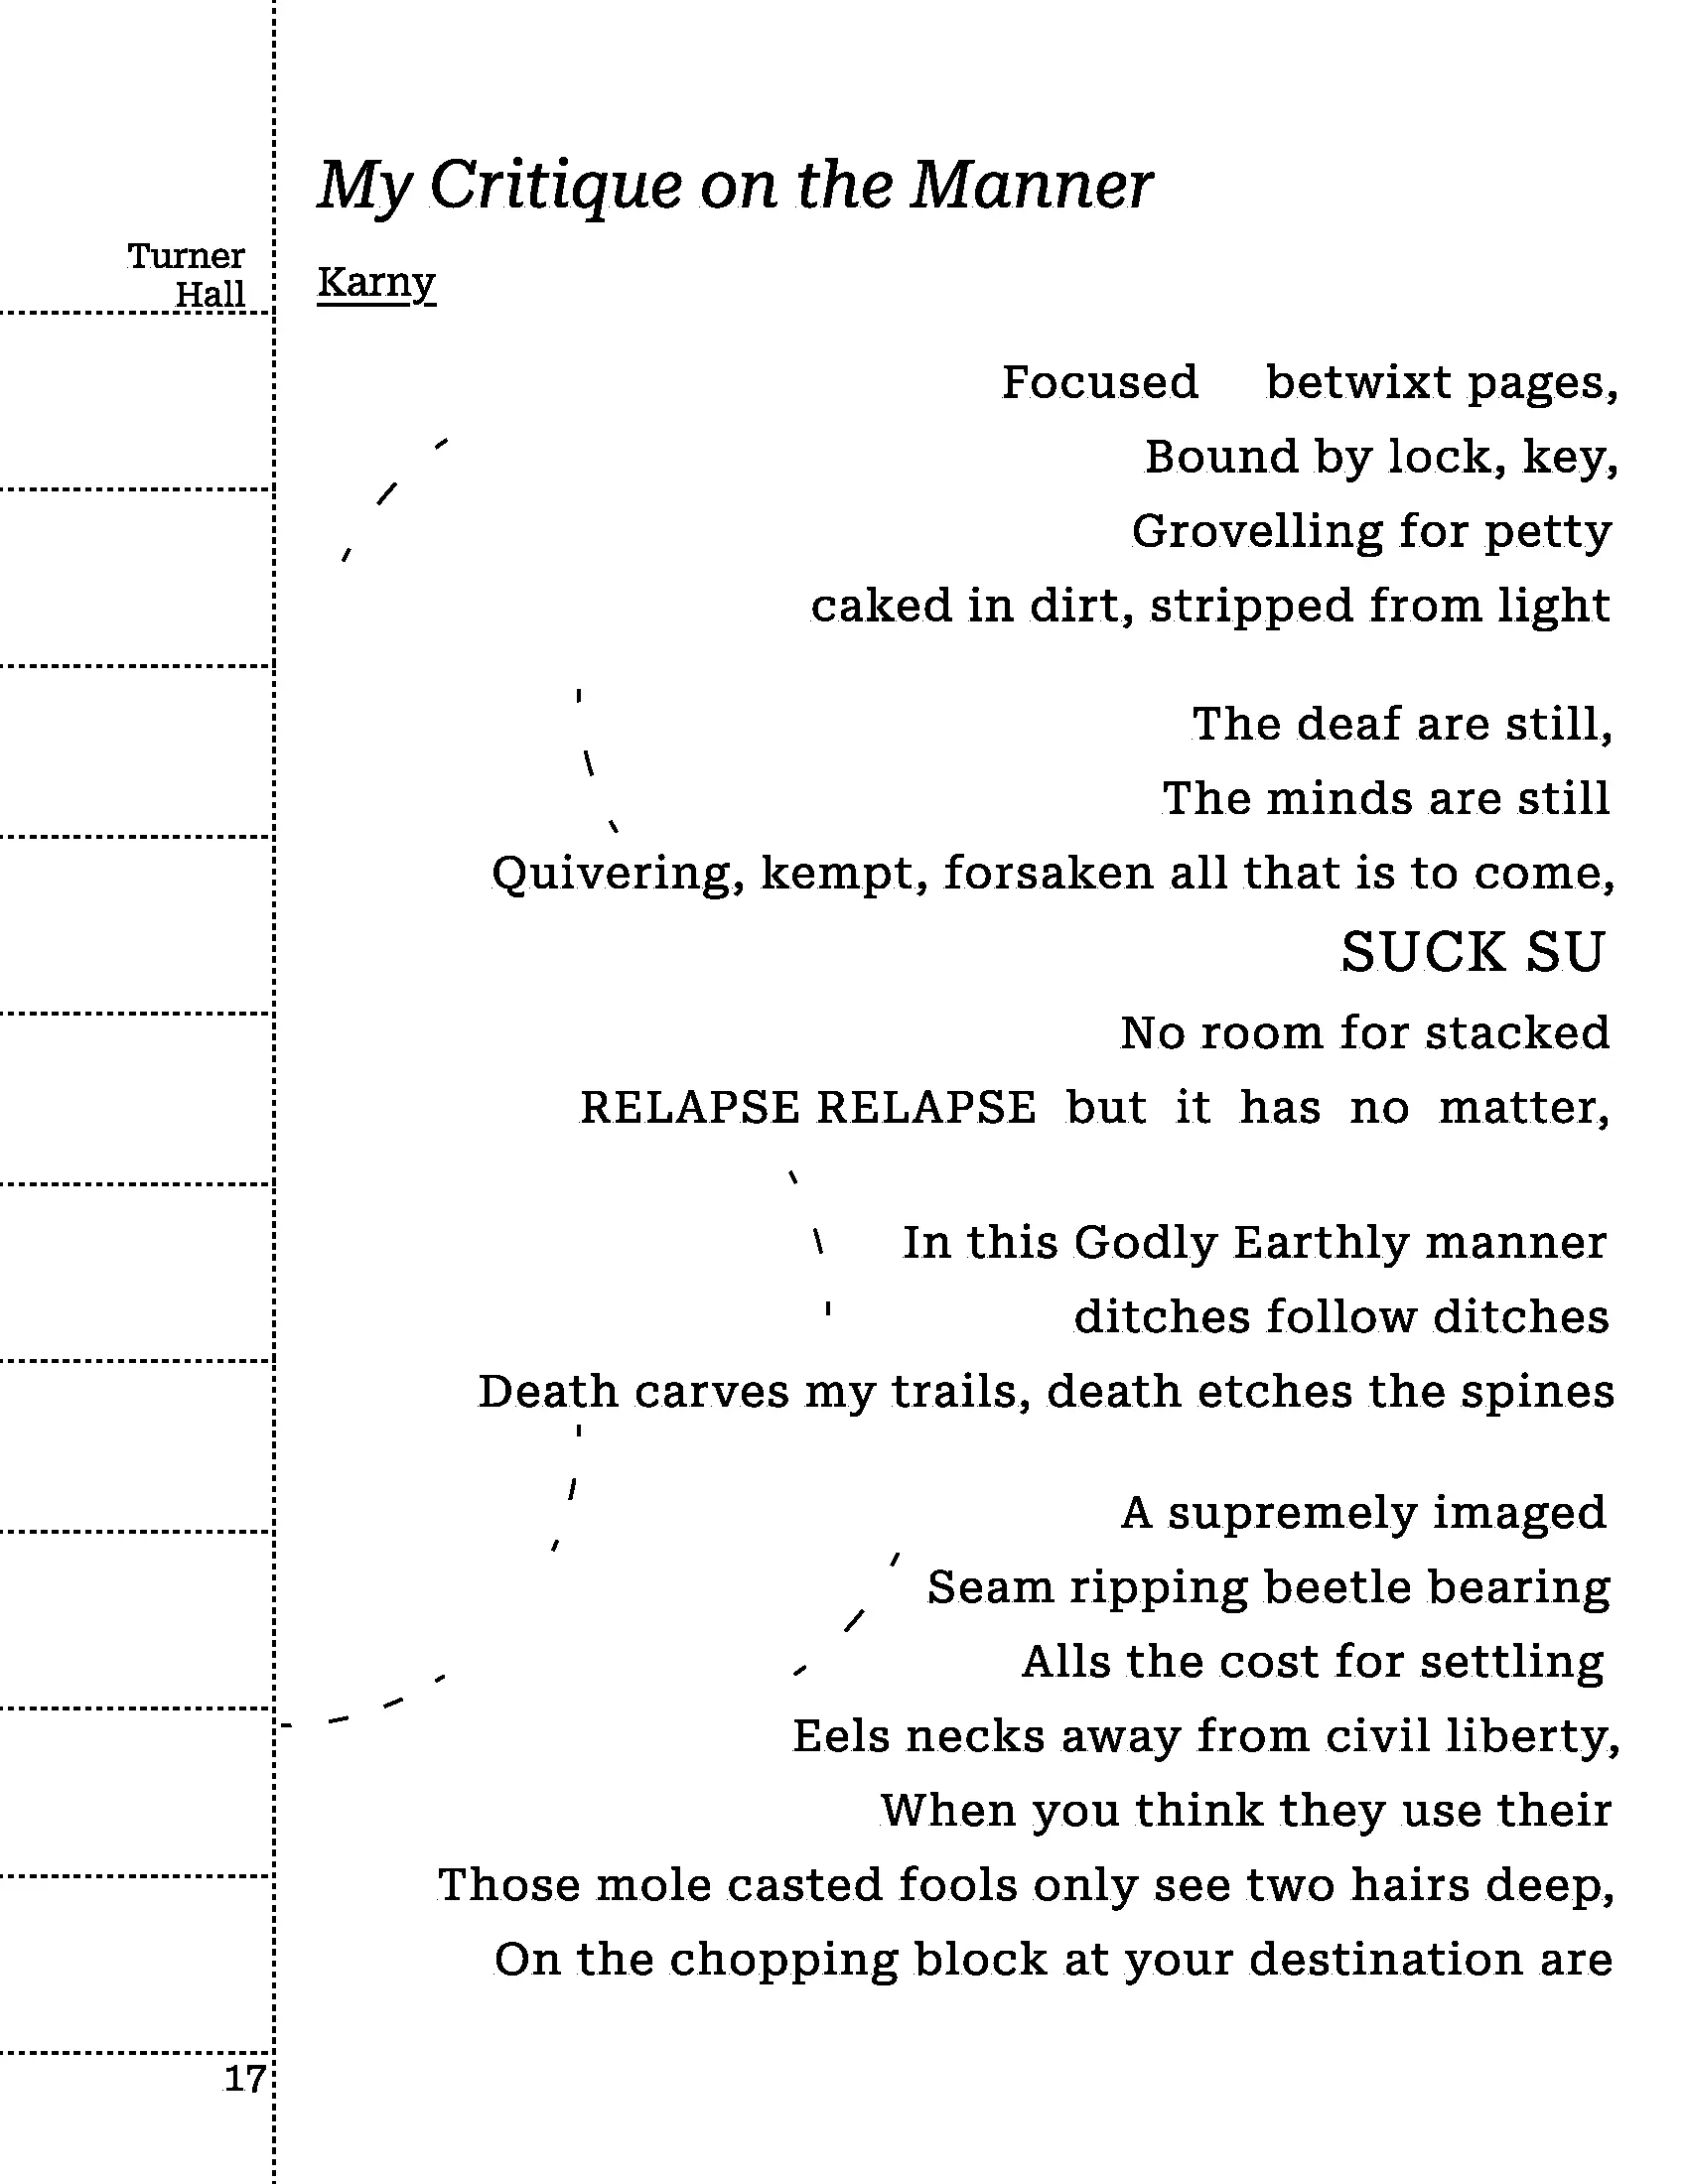 My Critique on the Manner
Turner
Hall
Karny
Focused betwixt pages,
Bound by lock, key,
Grovelling for petty
caked in dirt, stripped from light
The deaf are still,
The minds are still
Quivering, kempt, forsaken all that is to come,
SUCK SU
No room for stacked
RELAPSE RELAPSE but it has no matter,
In this Godly Earthly manner
ditches follow ditches
Death carves my trails, death etches the spines
A supremely imaged
Seam ripping beetle bearing
Alls the cost for settling
Eels necks away from civil liberty,
When you think they use their
Those mole casted fools only see two hairs deep,
On the chopping block at your destination are
17